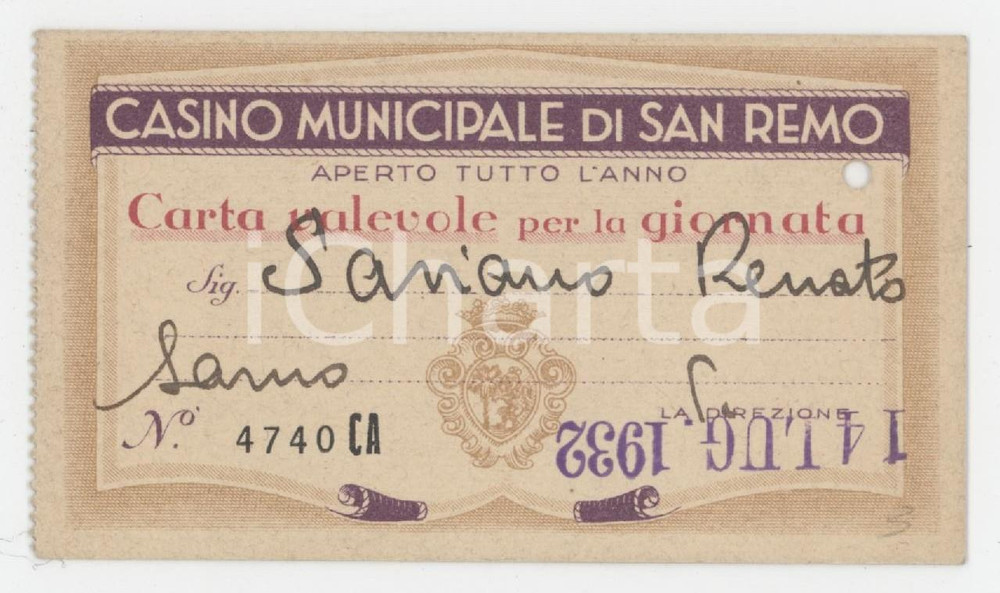 CASINO MUNICIPALE DI SAN REMO
APERTO TUTTO L'ANNO
Carta valevole per la giornata
Sig. Saviano Renato
iCharta
Sarno
LA DIREZIONE
Nº 4740 CA
14 LUG. 1932